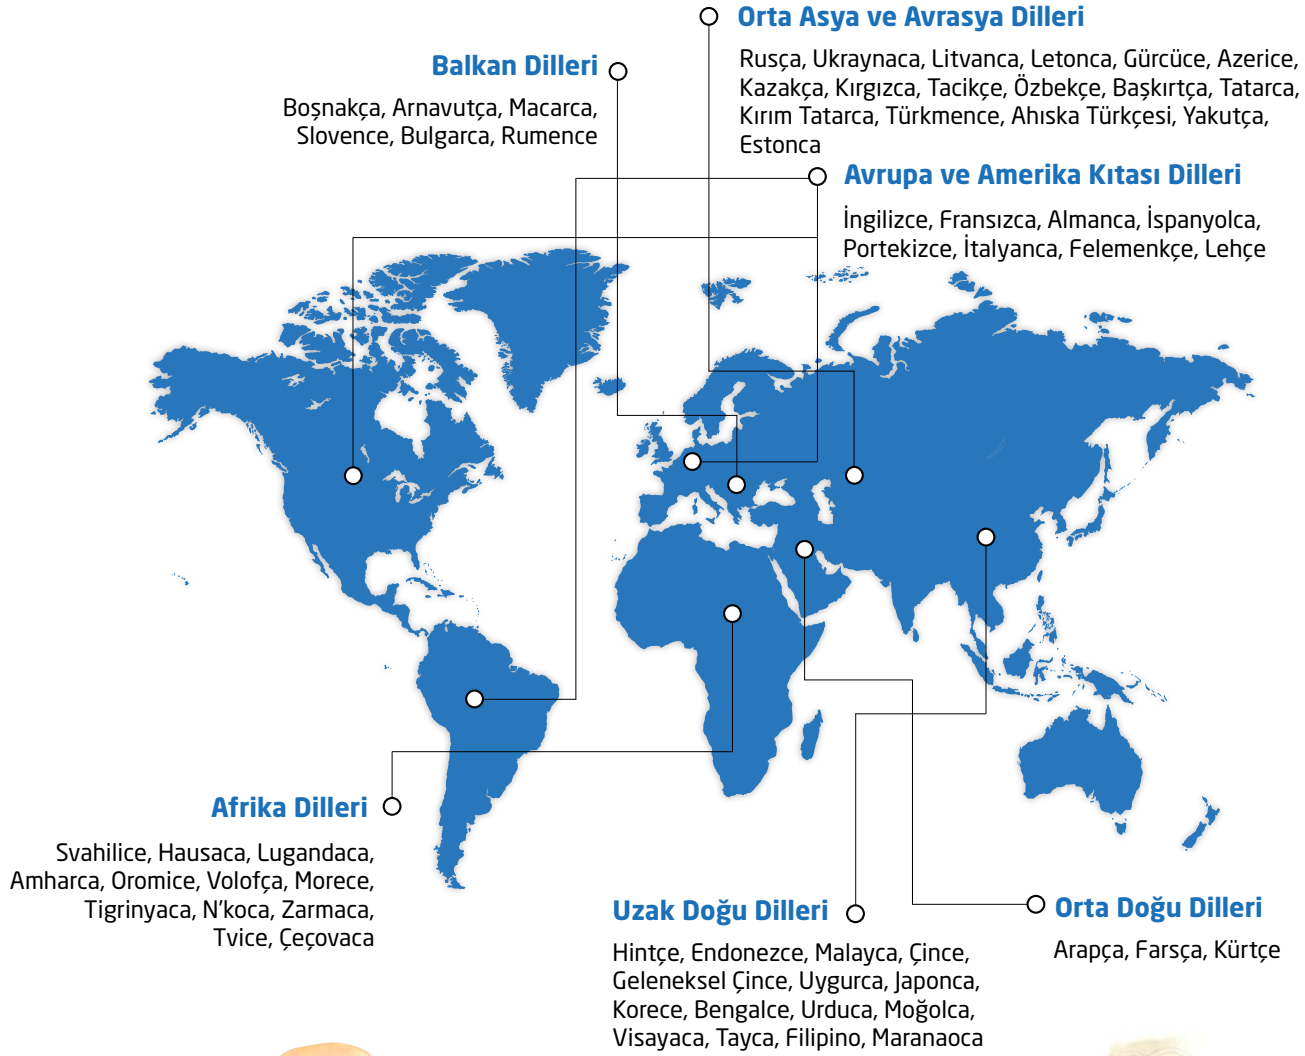 Orta Asya ve Avrasya Dilleri
Rusça, Ukraynaca, Litvanca, Letonca, Gürcüce, Azerice,
Kazakça, Kırgızca, Tacikçe, Özbekçe, Başkırtça, Tatarca,
Kırım Tatarca, Türkmence, Ahıska Türkçesi, Yakutça,
Estonca
Balkan Dilleri
Boşnakça, Arnavutça, Macarca,
Slovence, Bulgarca, Rumence
Avrupa ve Amerika Kıtası Dilleri
İngilizce, Fransızca, Almanca, İspanyolca,
Portekizce, İtalyanca, Felemenkçe, Lehçe
Afrika Dilleri
Svahilice, Hausaca, Lugandaca,
Amharca, Oromice, Volofça, Morece,
Tigrinyaca, N'koca, Zarmaca,
Tvice, Çeçovaca
Uzak Doğu Dilleri
Hintçe, Endonezce, Malayca, Çince,
Geleneksel Çince, Uygurca, Japonca,
Korece, Bengalce, Urduca, Moğolca,
Visayaca, Tayca, Filipino, Maranaoca
Orta Doğu Dilleri
Arapça, Farsça, Kürtçe